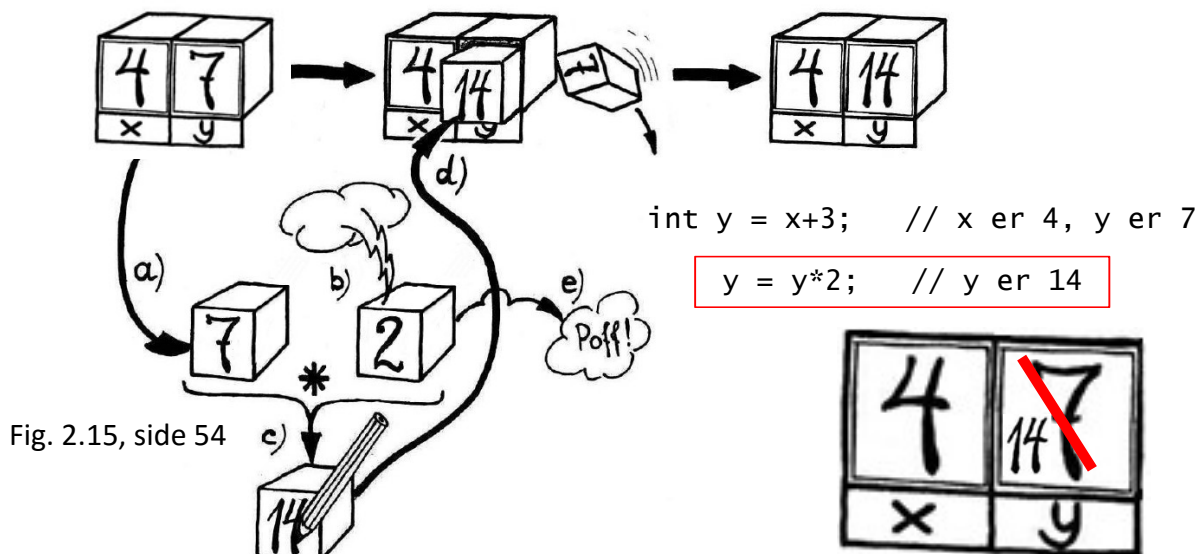 4 7
x y
4 14 7
x y
4 14
x y
d)
int y = x+3;   // x er 4, y er 7
y = y*2;   // y er 14
a)
b)
e)
7
2
Poff!
*
c)
Fig. 2.15, side 54
14
4 7
14
x y